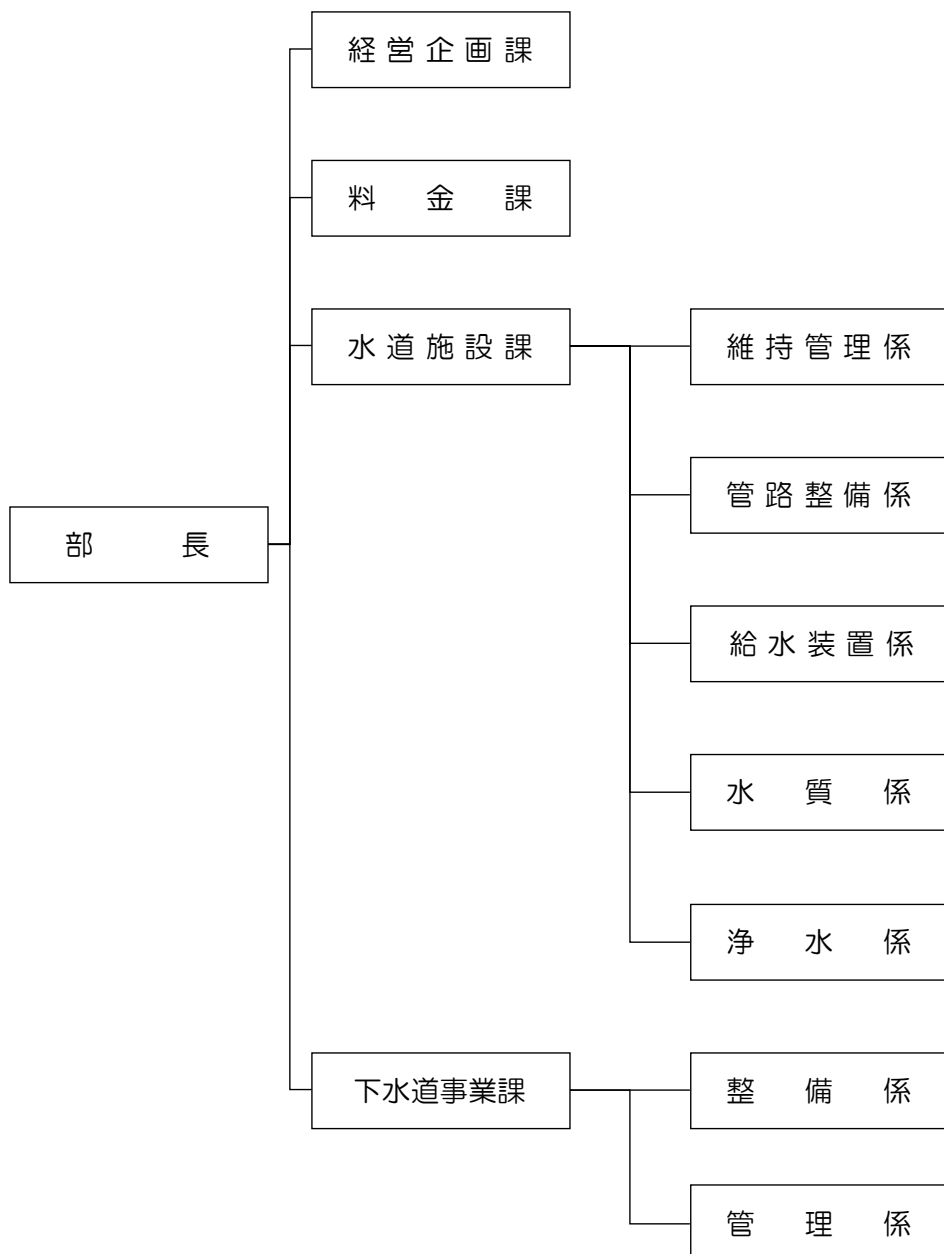 経営企画課
料金課
水道施設課
維持管理係
管路整備係
部長
給水装置係
水質係
浄水係
下水道事業課
整備係
管理係